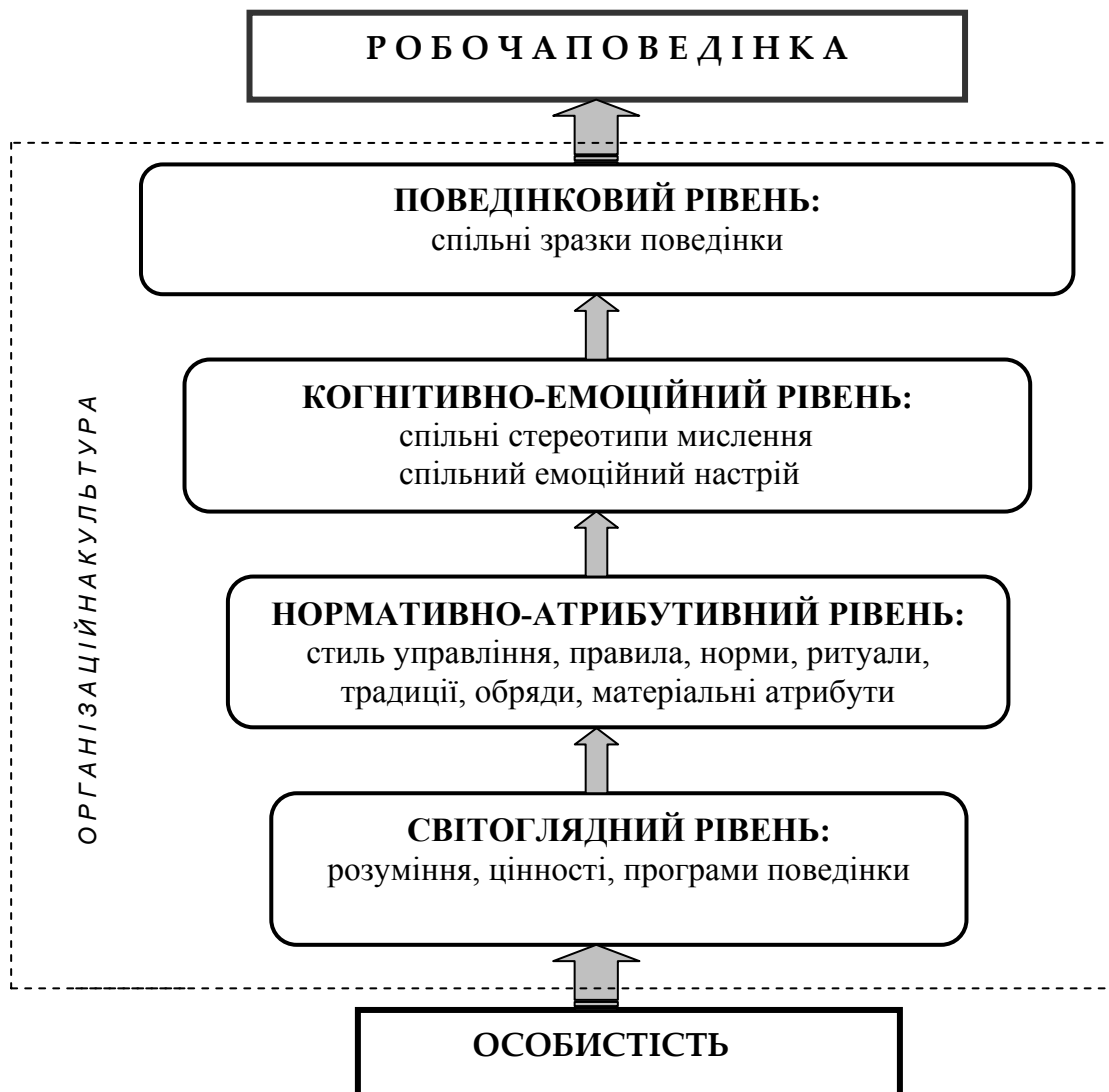 Р О Б О Ч А П О В Е Д І Н К А
ПОВЕДІНКОВИЙ РІВЕНЬ:
спільні зразки поведінки
КОГНІТИВНО-ЕМОЦІЙНИЙ РІВЕНЬ:
спільні стереотипи мислення
спільний емоційний настрій
О Р Г А Н І З А Ц І Й Н А К У Л Ь Т У Р А
НОРМАТИВНО-АТРИБУТИВНИЙ РІВЕНЬ:
стиль управління, правила, норми, ритуали,
традиції, обряди, матеріальні атрибути
СВІТОГЛЯДНИЙ РІВЕНЬ:
розуміння, цінності, програми поведінки
ОСОБИСТІСТЬ